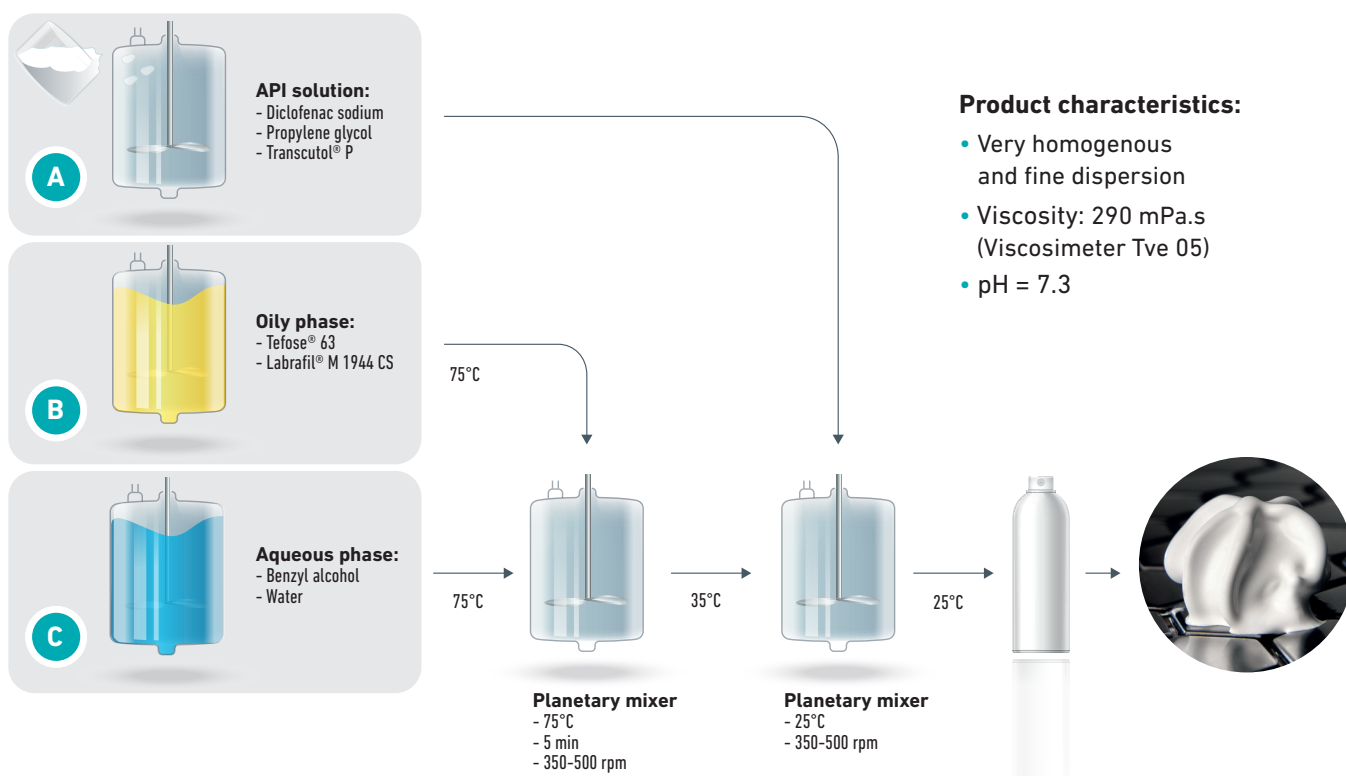 A
API solution:
- Diclofenac sodium
- Propylene glycol
- Transcutol® P
B
Oily phase:
- Tefose® 63
- Labrafil® M 1944 CS
75°C
C
Aqueous phase:
- Benzyl alcohol
- Water
75°C
Planetary mixer
- 75°C
- 5 min
- 350-500 rpm
35°C
Planetary mixer
- 25°C
- 350-500 rpm
25°C
Product characteristics:
• Very homogenous
and fine dispersion
• Viscosity: 290 mPa.s
(Viscosimeter Tve 05)
• pH = 7.3